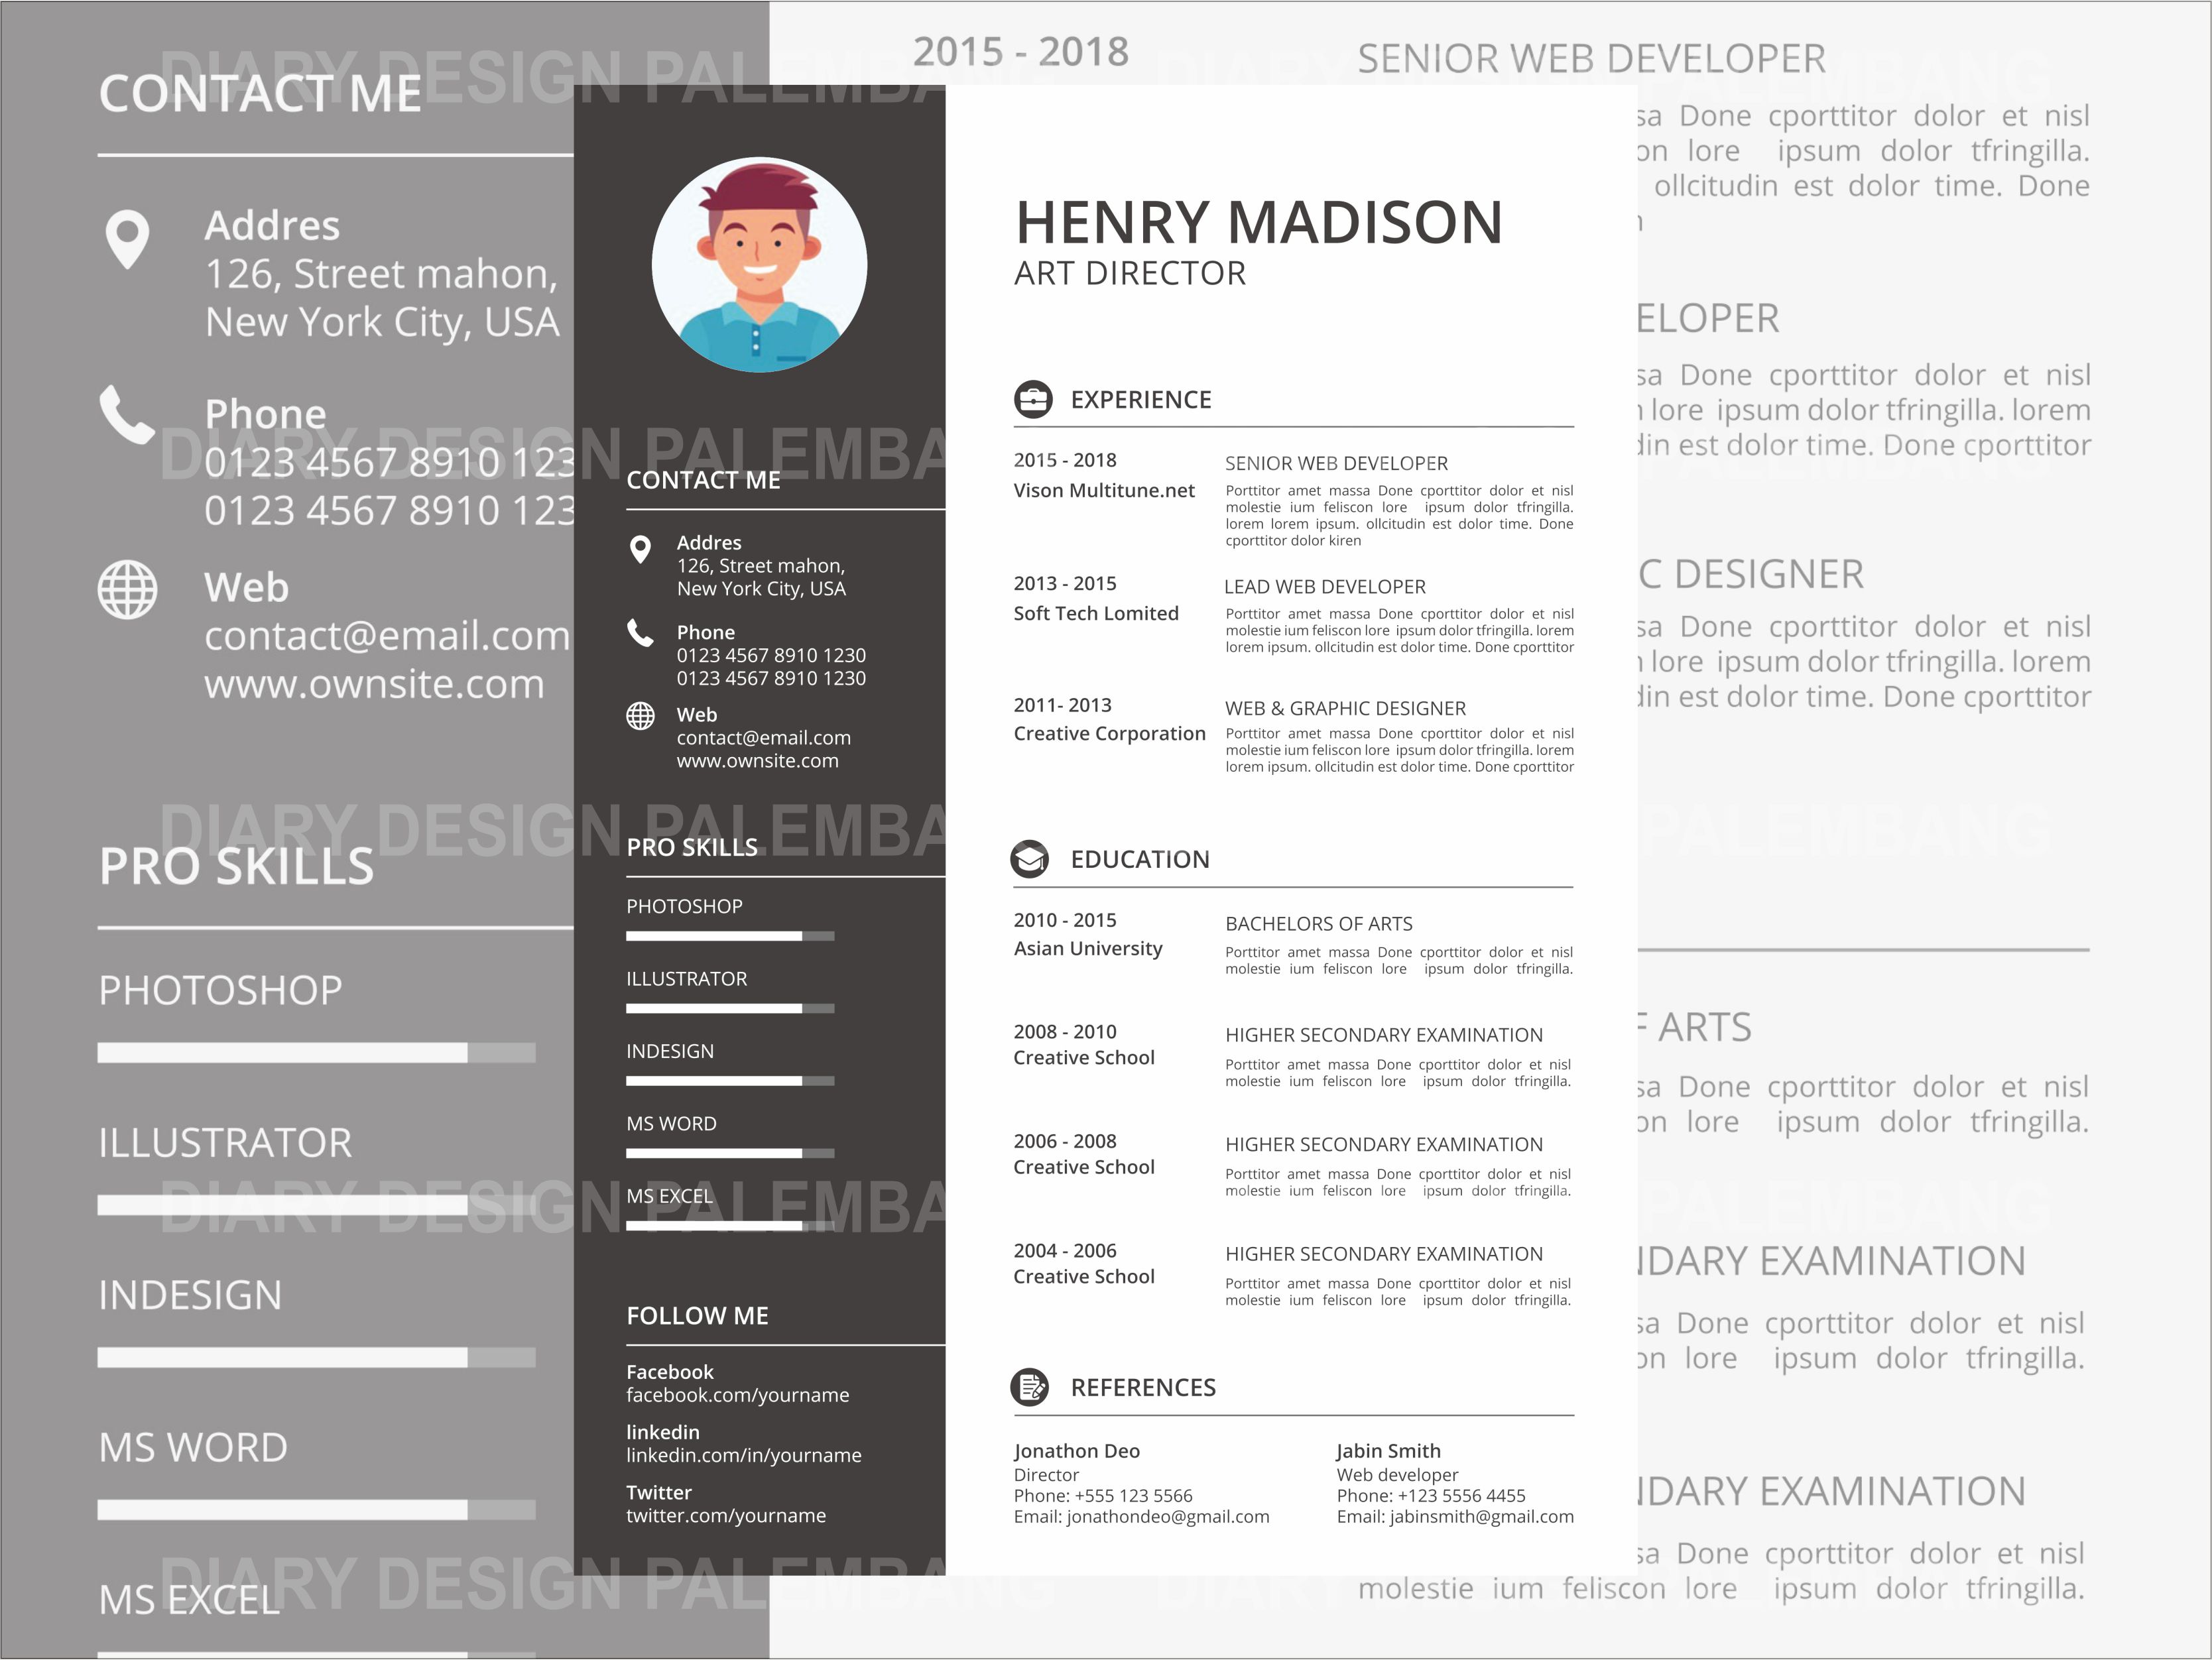 CONTACT ME
Addres
126, Street mahon,
New York City, USA
Phone
0123 4567 8910 123
0123 4567 8910 123
Web
contact@email.com
www.ownsite.com
PRO SKILLS
PHOTOSHOP
ILLUSTRATOR
INDESIGN
MS WORD
MS EXCEL
2015 - 2018
SENIOR WEB DEVELOPER
CONTACT ME
Addres
126, Street mahon,
New York City, USA
Phone
0123 4567 8910 1230
0123 4567 8910 1230
Web
contact@email.com
www.ownsite.com
PRO SKILLS
PHOTOSHOP
ILLUSTRATOR
INDESIGN
MS WORD
MS EXCEL
FOLLOW ME
Facebook
facebook.com/yourname
linkedin
linkedin.com/in/yourname
Twitter
twitter.com/yourname
HENRY MADISON
ART DIRECTOR
EXPERIENCE
2015 - 2018
Vison Multitune.net
SENIOR WEB DEVELOPER
Porttitor amet massa Done cporttitor dolor et nisl
molestie ium feliscon lore ipsum dolor tfringilla.
lorem lorem ipsum. ollcitudin est dolor time. Done
cporttitor dolor kiren
2013 - 2015
Soft Tech Lomited
LEAD WEB DEVELOPER
Porttitor amet massa Done cporttitor dolor et nisl
molestie ium feliscon lore ipsum dolor tfringilla. lorem
lorem ipsum. ollcitudin est dolor time. Done cporttitor
2011- 2013
Creative Corporation
WEB & GRAPHIC DESIGNER
Porttitor amet massa Done cporttitor dolor et nisl
molestie ium feliscon lore ipsum dolor tfringilla. lorem
lorem ipsum. ollcitudin est dolor time. Done cporttitor
EDUCATION
2010 - 2015
Asian University
BACHELORS OF ARTS
Porttitor amet massa Done cporttitor dolor et nisl
molestie ium feliscon lore ipsum dolor tfringilla.
2008 - 2010
Creative School
HIGHER SECONDARY EXAMINATION
Porttitor amet massa Done cporttitor dolor et nisl
molestie ium feliscon lore ipsum dolor tfringilla.
2006 - 2008
Creative School
HIGHER SECONDARY EXAMINATION
Porttitor amet massa Done cporttitor dolor et nisl
molestie ium feliscon lore ipsum dolor tfringilla.
2004 - 2006
Creative School
HIGHER SECONDARY EXAMINATION
Porttitor amet massa Done cporttitor dolor et nisl
molestie ium feliscon lore ipsum dolor tfringilla.
REFERENCES
Jonathon Deo
Director
Phone: +555 123 5566
Email: jonathondeo@gmail.com
Jabin Smith
Web developer
Phone: +123 5556 4455
Email: jabinsmith@gmail.com
sa Done cporttitor dolor et nisl
on lore ipsum dolor tfringilla.
ollcitudin est dolor time. Done
ELOPER
sa Done cporttitor dolor et nisl
lore ipsum dolor tfringilla. lorem
din est dolor time. Done cporttitor
C DESIGNER
sa Done cporttitor dolor et nisl
lore ipsum dolor tfringilla. lorem
din est dolor time. Done cporttitor
ARTS
sa Done cporttitor dolor et nisl
on lore ipsum dolor tfringilla.
NDARY EXAMINATION
sa Done cporttitor dolor et nisl
on lore ipsum dolor tfringilla.
NDARY EXAMINATION
sa Done cporttitor dolor et nisl
molestie ium feliscon lore ipsum dolor tfringilla.
DIARY DESIGN PALEMBANG
DIARY DESIGN PALEMBA
DIARY DESIGN PALEMBA
PALEMBANG
DIARY DESIGN PALEMBA
PALEMBANG
DIARY DESIGN PALEMBANG